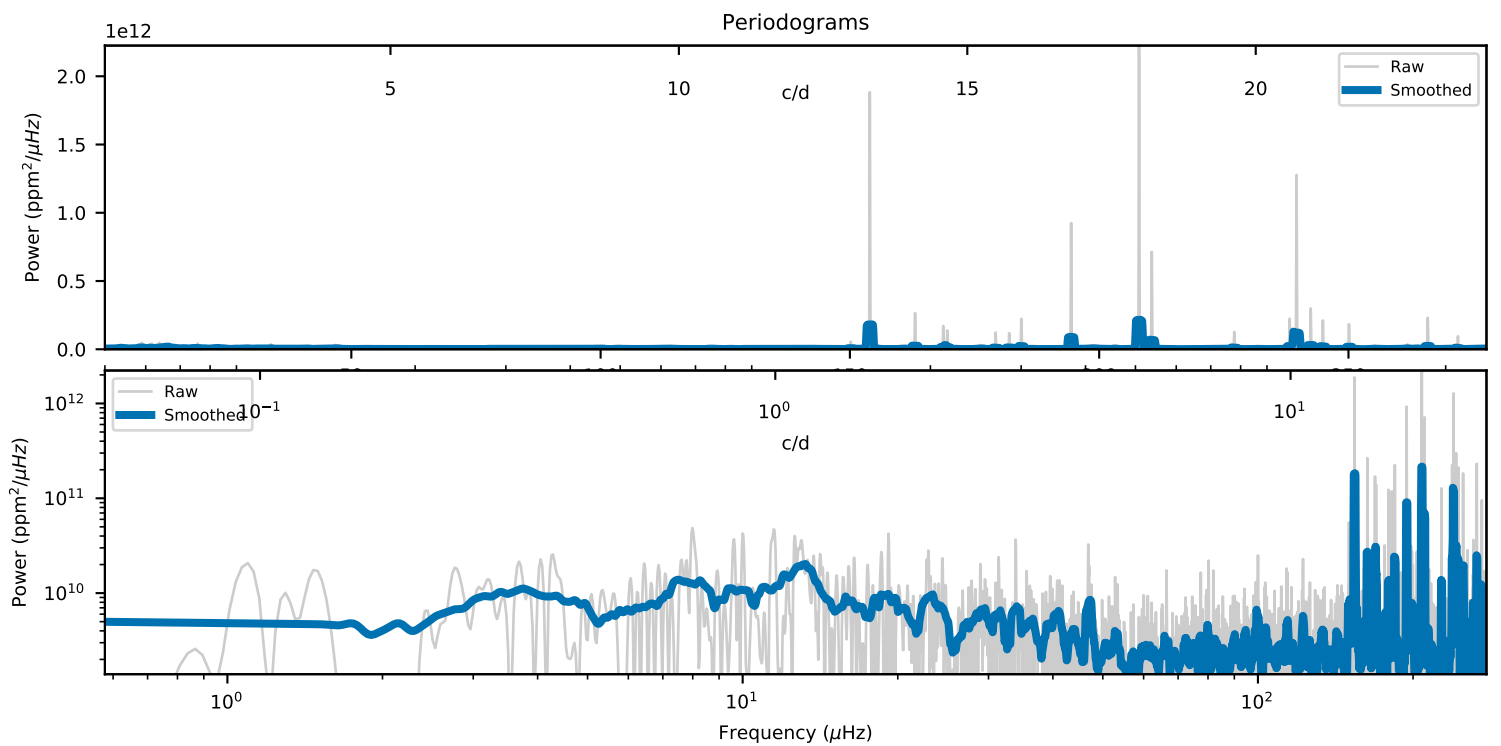 Periodograms
1e12
5 10 15 20
c/d
Raw
Smoothed
2.0
1.5
1.0
0.5
0.0
Power (ppm²/μHz)
Raw
Smoothed
10⁻¹ 10⁰ 10¹
c/d
10¹²
10¹¹
10¹⁰
Power (ppm²/μHz)
10⁰ 10¹ 10²
Frequency (μHz)